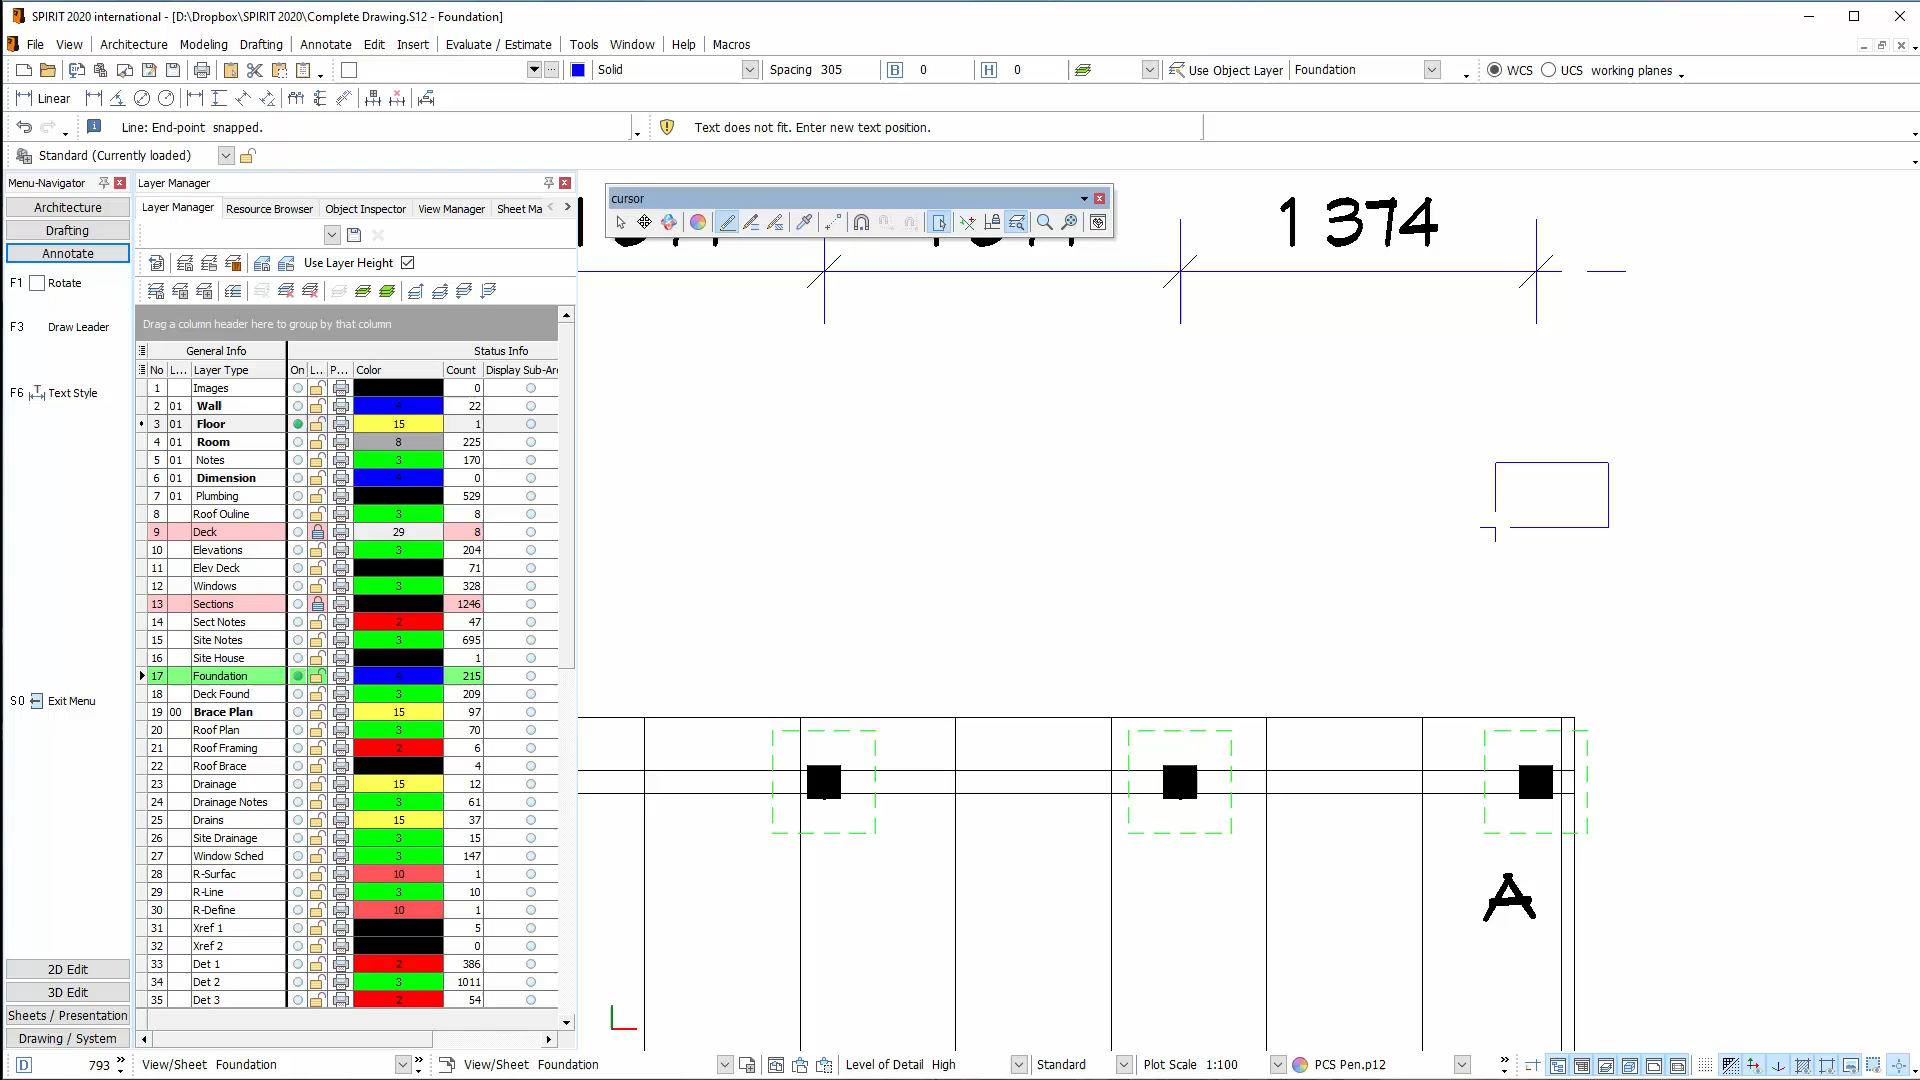 SPIRIT 2020 international - [D:\Dropbox\SPIRIT 2020\Complete Drawing.S12 - Foundation]
File View Architecture Modeling Drafting Annotate Edit Insert Evaluate / Estimate Tools Window Help Macros
Solid Spacing 305 B 0 H 0 Use Object Layer Foundation WCS UCS working planes
Linear
Line: End-point snapped. Text does not fit. Enter new text position.
Standard (Currently loaded)
Menu-Navigator
Architecture
Drafting
Annotate
F1 Rotate
F3 Draw Leader
F6 Text Style
S0 Exit Menu
2D Edit
3D Edit
Sheets / Presentation
Drawing / System
Layer Manager
Layer Manager Resource Browser Object Inspector View Manager Sheet Ma
Use Layer Height
Drag a column header here to group by that column
General Info Status Info
No L... Layer Type On L.. P... Color Count Display Sub-Are
1 Images 0
2 01 Wall 4 22
3 01 Floor 15 1
4 01 Room 8 225
5 01 Notes 3 170
6 01 Dimension 4 0
7 01 Plumbing 529
8 Roof Ouline 3 8
9 Deck 29 8
10 Elevations 3 204
11 Elev Deck 71
12 Windows 3 328
13 Sections 1246
14 Sect Notes 2 47
15 Site Notes 3 695
16 Site House 1
17 Foundation 4 215
18 Deck Found 3 209
19 00 Brace Plan 15 97
20 Roof Plan 3 70
21 Roof Framing 2 6
22 Roof Brace 4
23 Drainage 15 12
24 Drainage Notes 3 61
25 Drains 15 37
26 Site Drainage 3 15
27 Window Sched 3 147
28 R-Surfac 10 1
29 R-Line 3 10
30 R-Define 10 1
31 Xref 1 5
32 Xref 2 0
33 Det 1 2 386
34 Det 2 3 1011
35 Det 3 2 54
cursor
1 374
A
D 793 View/Sheet Foundation View/Sheet Foundation Level of Detail High Standard Plot Scale 1:100 PCS Pen.p12